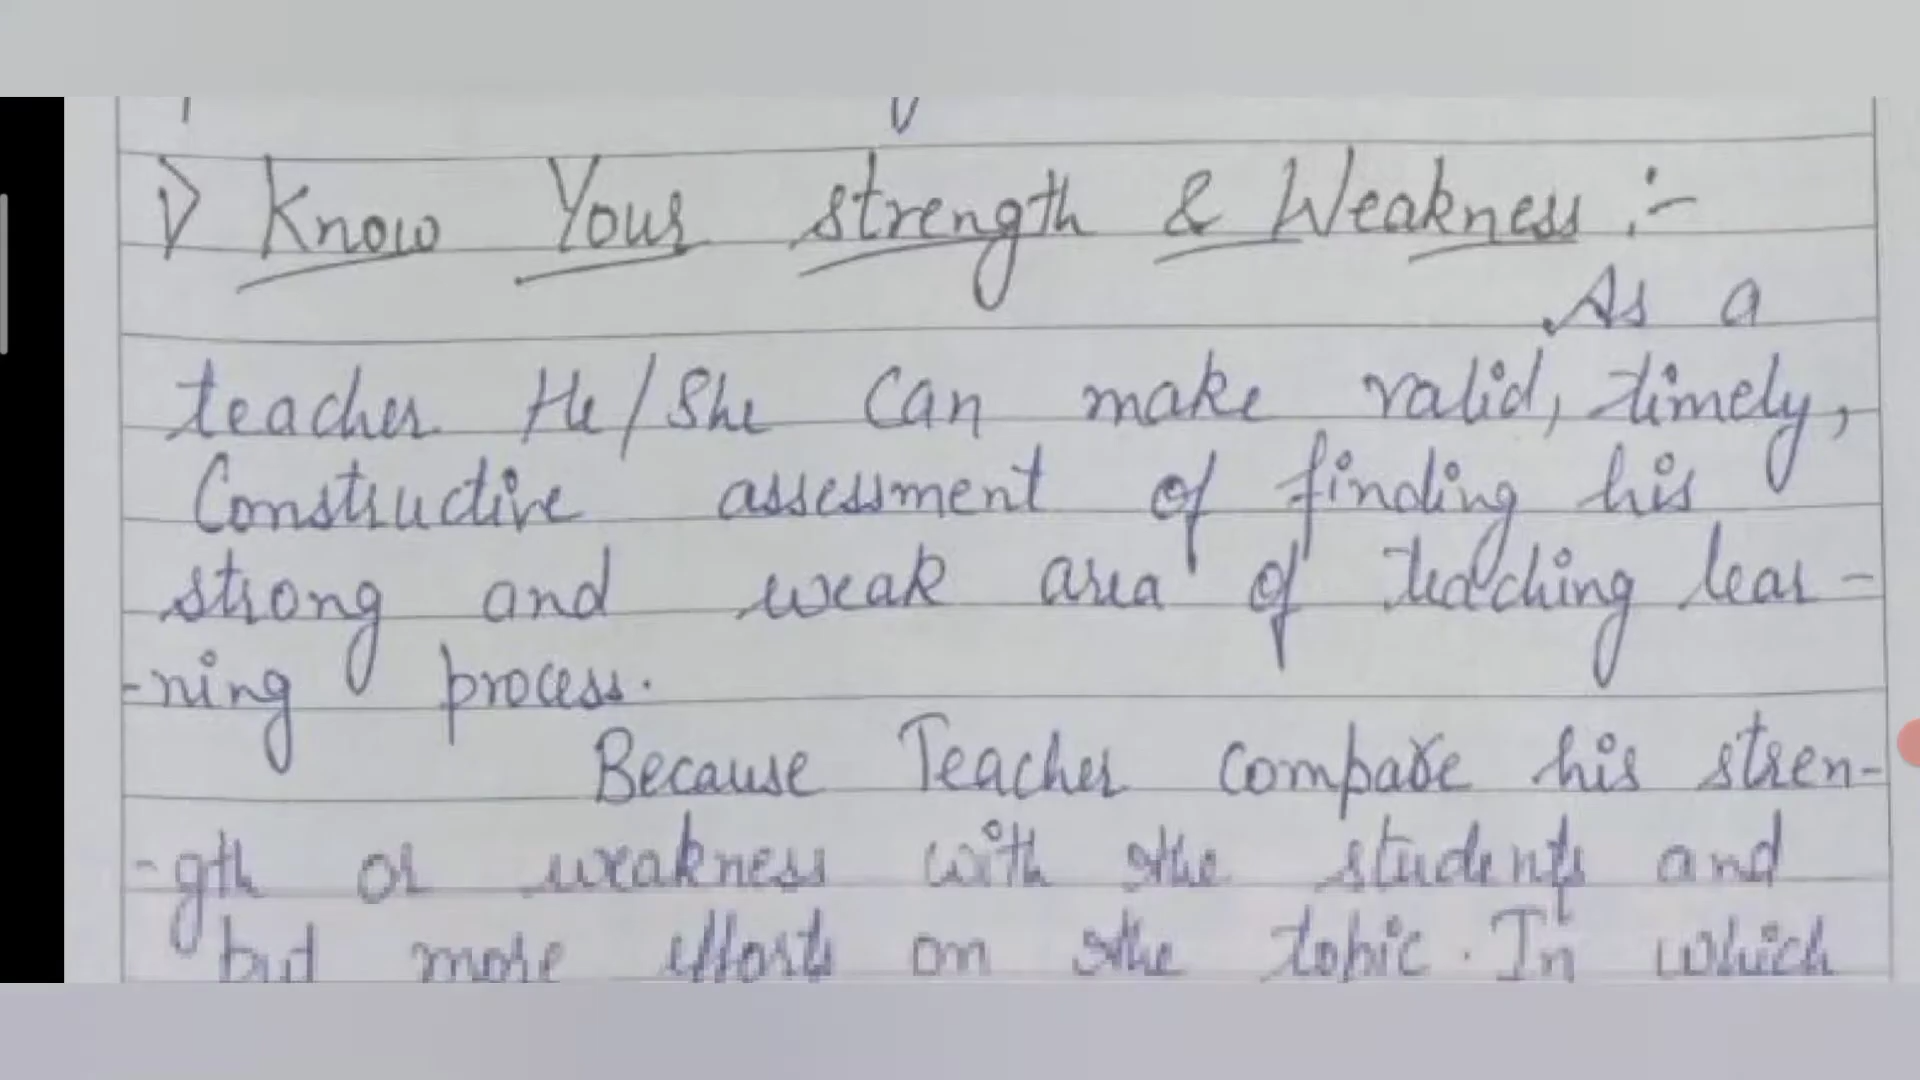 V> Know Your strength & Weakness :-
As a
teacher He/She Can make valid, timely,
Constructive assessment of finding his
strong and weak area of teaching lear-
-ning process.
Because Teacher compare his stren-
-gth or weakness with the students and
put more efforts on the topic. In which